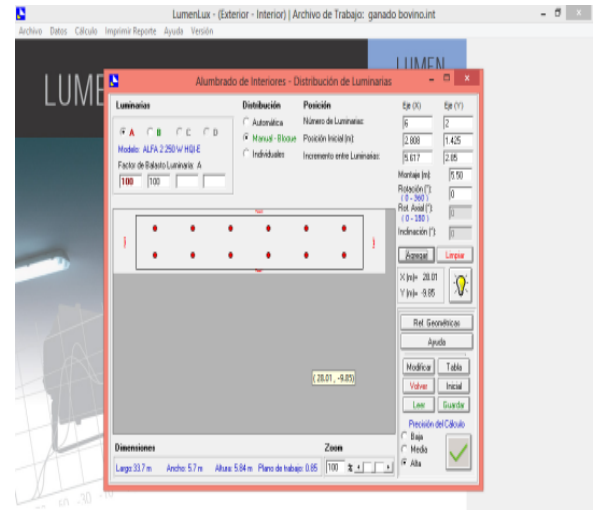 LumenLux - (Exterior - Interior) | Archivo de Trabajo: ganado bovino.int
Archivo Datos Cálculo Imprimir Reporte Ayuda Versión
LUMEN
LUME
Alumbrado de Interiores - Distribución de Luminarias
Luminarias
A B C D
Modelo: ALFA 2 250 W HQI-E
Factor de Balasto Luminaria: A
100 100
Distribución
Automática
Manual - Bloque
Individuales
Posición Eje (X) Eje (Y)
Número de Luminarias: 6 2
Posición Inicial (m): 2.808 1.425
Incremento entre Luminarias: 5.617 2.85
Montaje (m): 5.50
Rotación (°): 0
( 0 - 360 )
Rot. Axial (°): 0
( 0 - 180 )
Inclinación (°): 0
Agregar Limpiar
X (m)= 28.01
Y (m)= -9.85
Rel. Geométricas
Ayuda
Modificar Tabla
Volver Inicial
Leer Guardar
Precisión del Cálculo
Baja
Media
Alta
( 28.01 , -9.85)
Dimensiones
Largo: 33.7 m Ancho: 5.7 m Altura: 5.84 m Plano de trabajo: 0.85
Zoom
100 %
60 -30